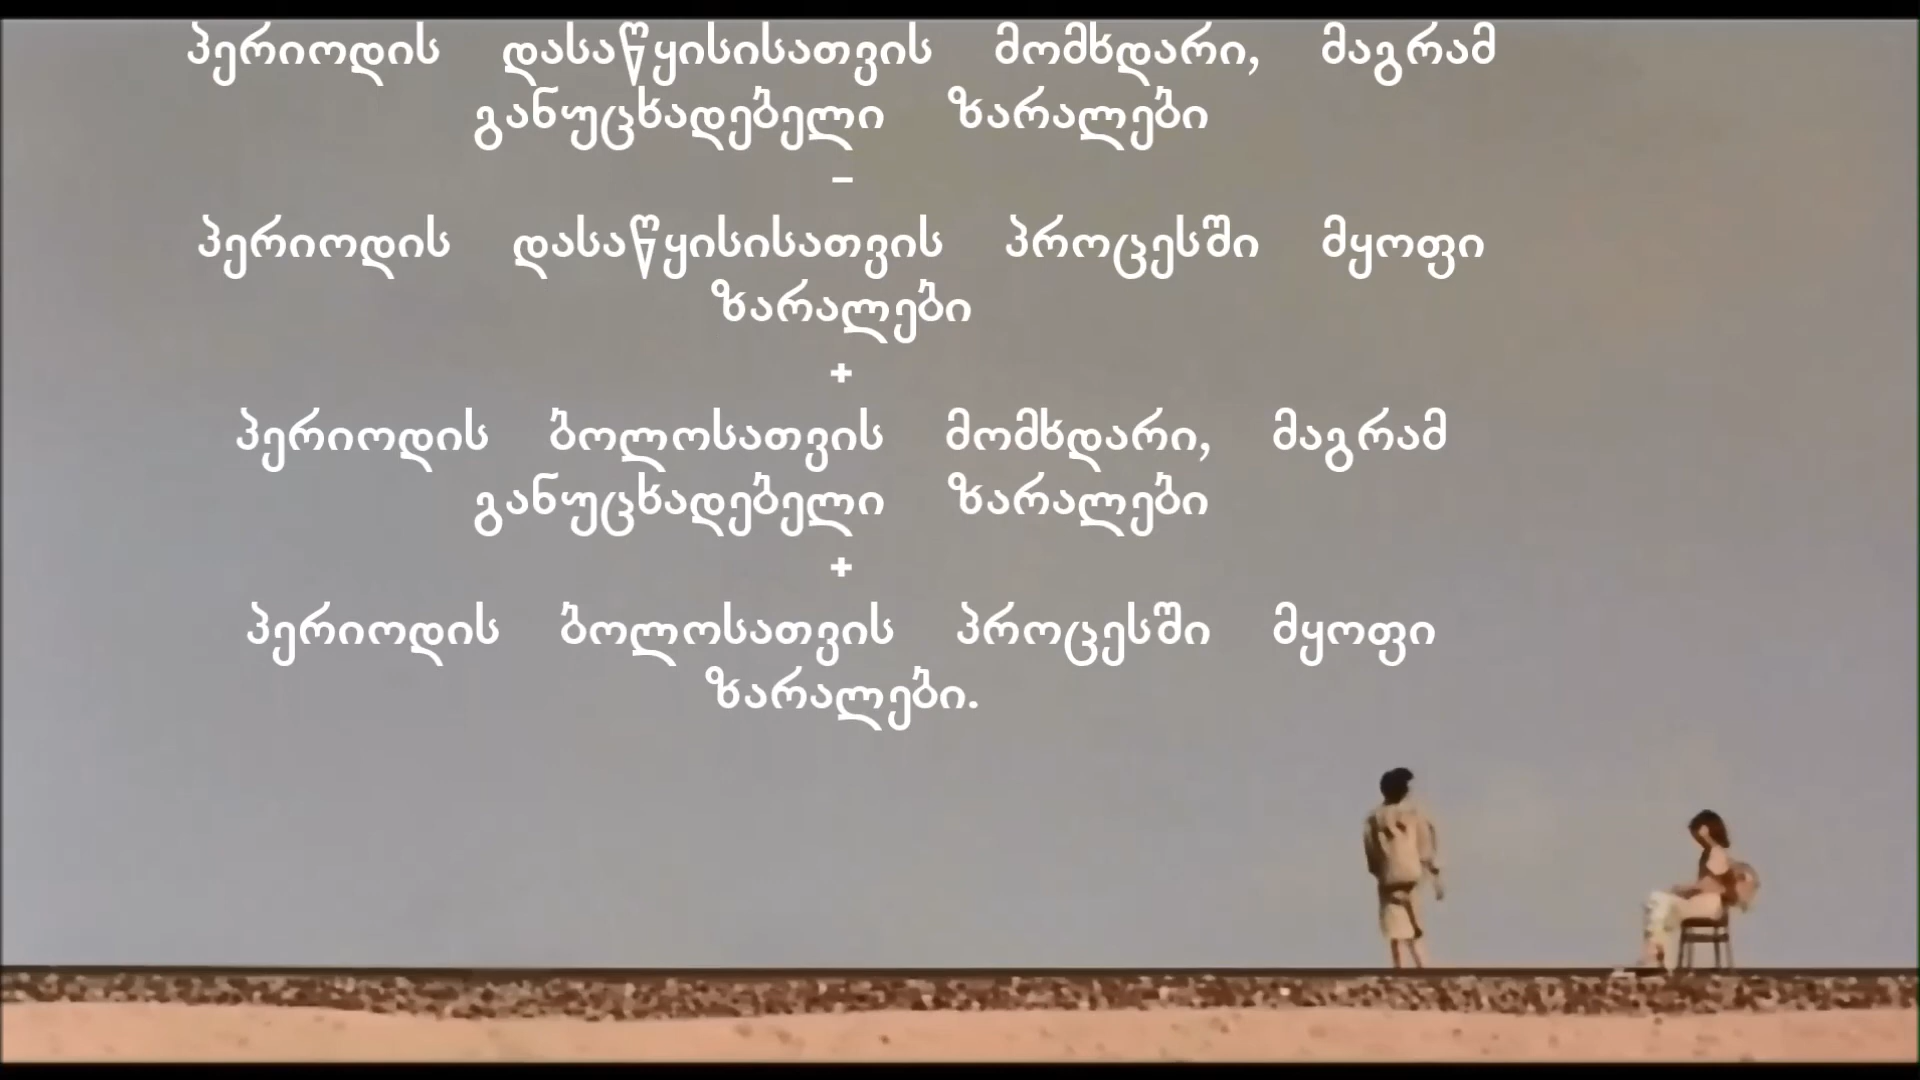 პერიოდის დასაწყისისათვის მომხდარი, მაგრამ
განუცხადებელი ზარალები
–
პერიოდის დასაწყისისათვის პროცესში მყოფი
ზარალები
+
პერიოდის ბოლოსათვის მომხდარი, მაგრამ
განუცხადებელი ზარალები
+
პერიოდის ბოლოსათვის პროცესში მყოფი
ზარალები.